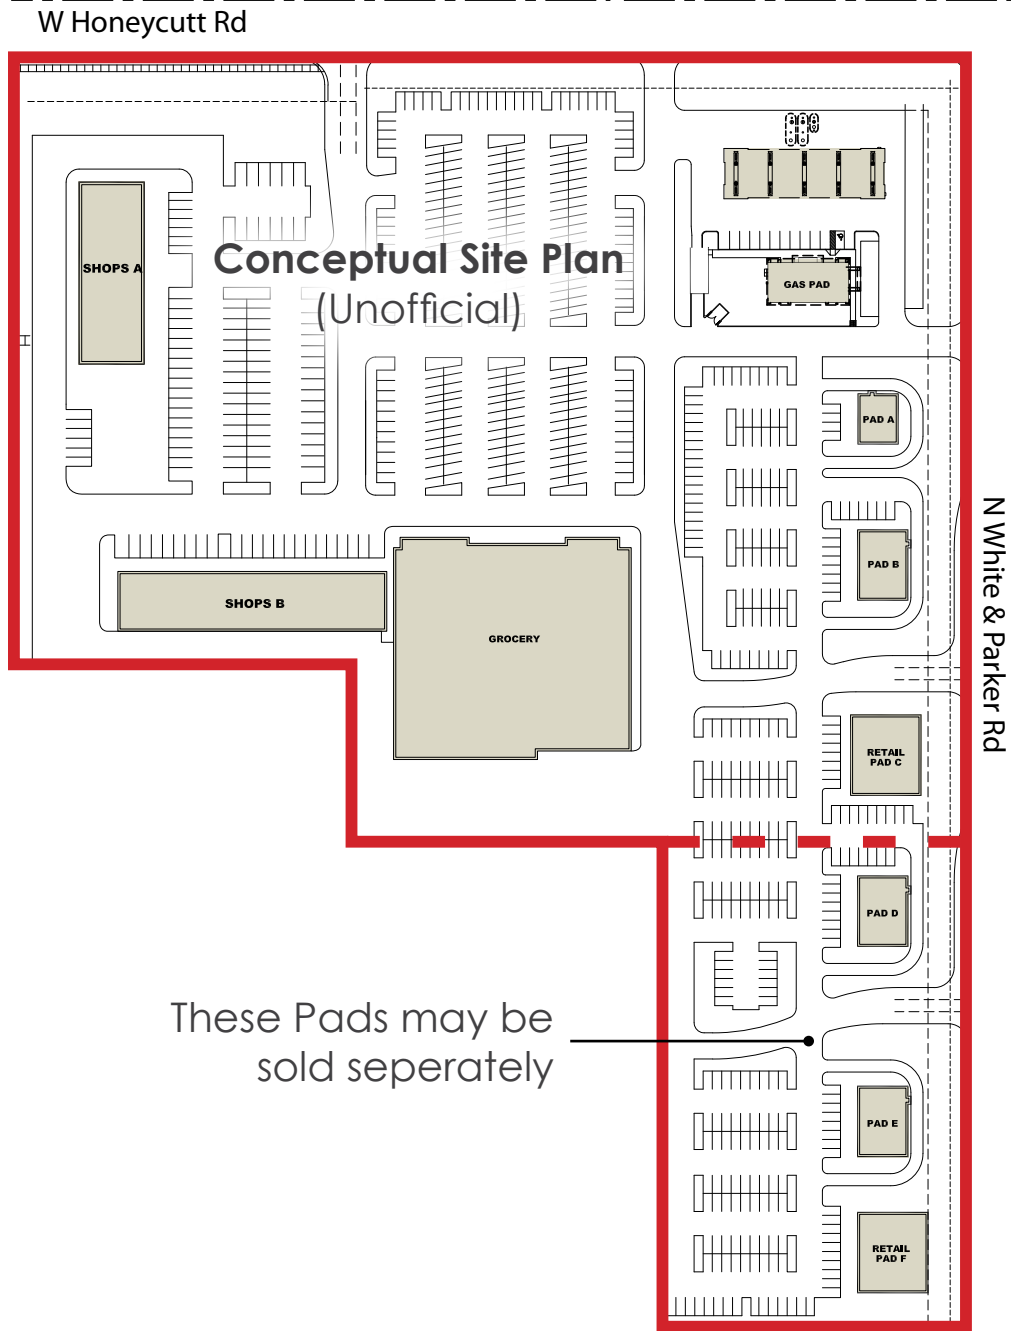 W Honeycutt Rd
SHOPS A
Conceptual Site Plan
(Unofficial)
GAS PAD
PAD A
PAD B
N White & Parker Rd
SHOPS B
GROCERY
RETAIL
PAD C
PAD D
These Pads may be
sold seperately
PAD E
RETAIL
PAD F